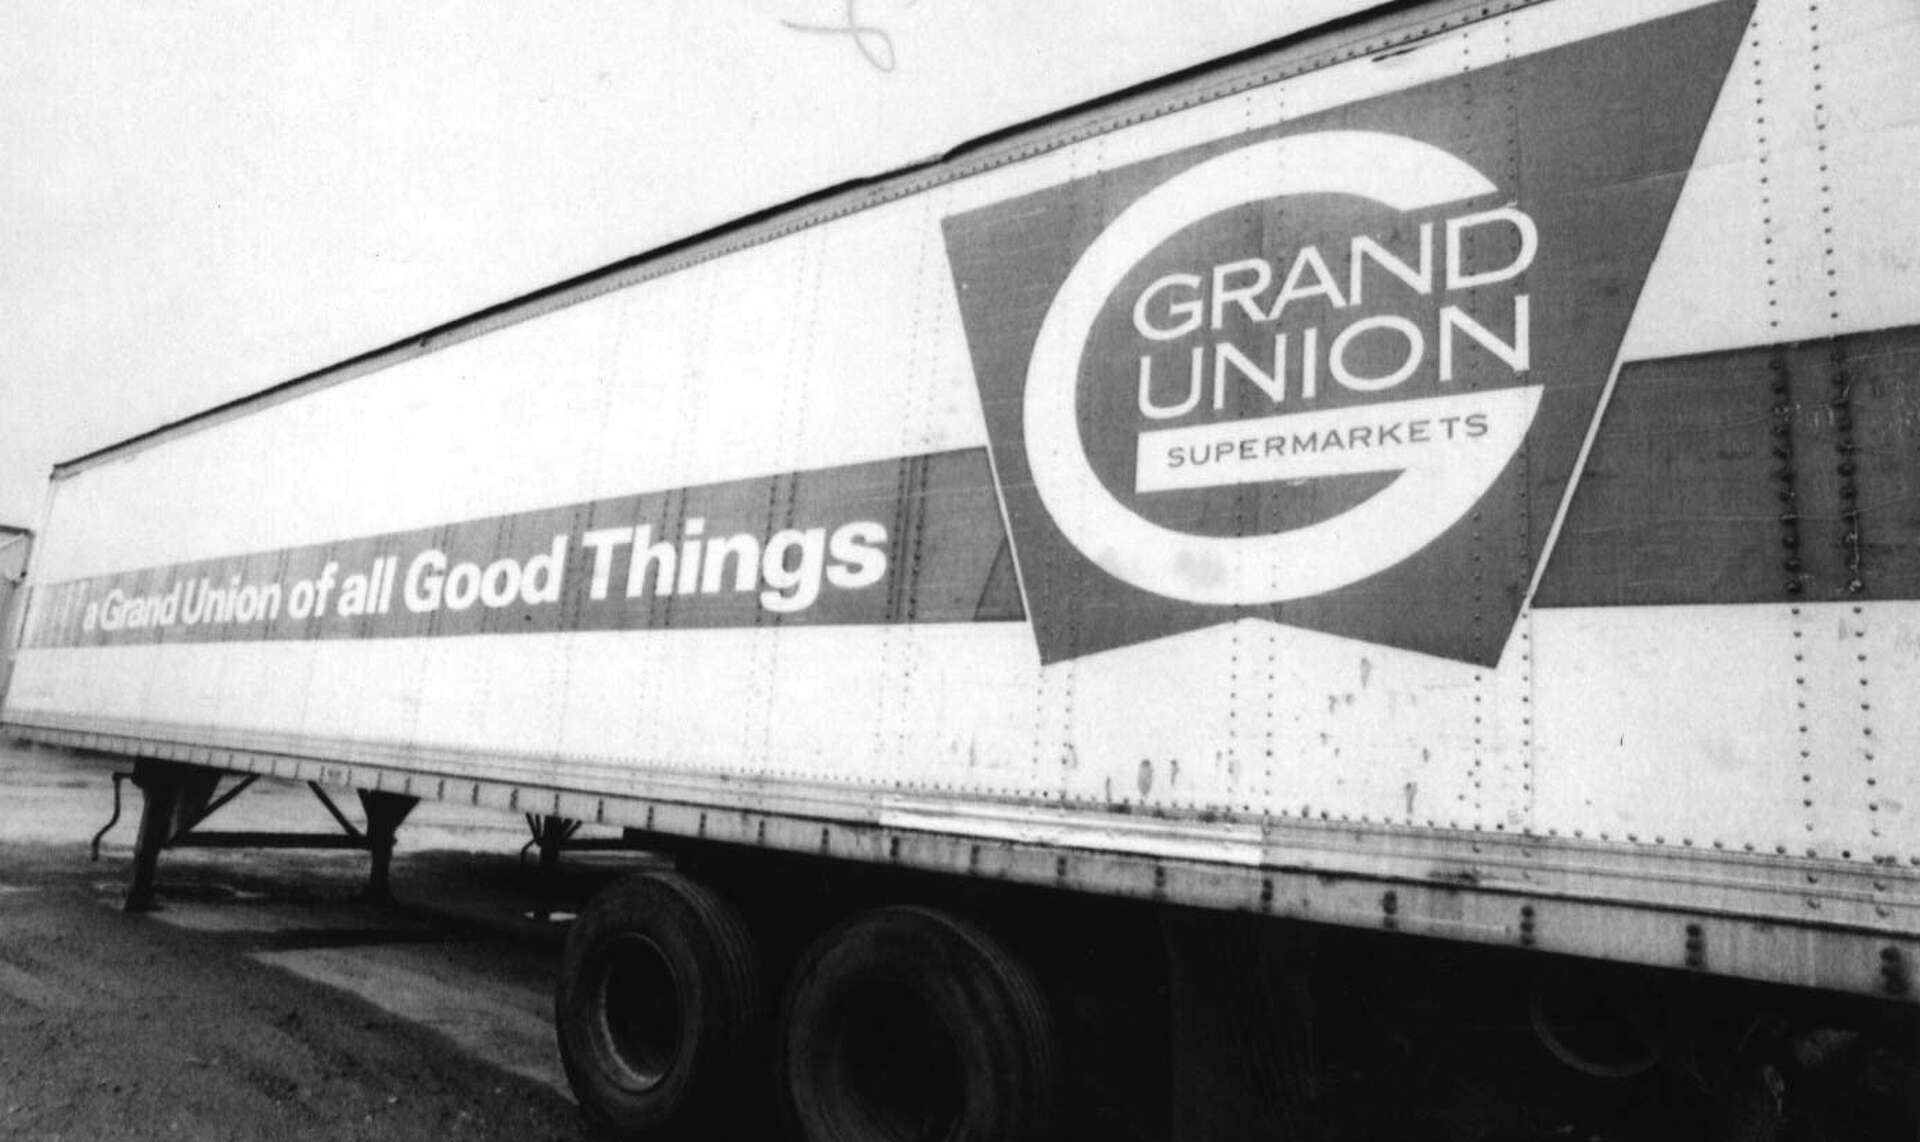 a Grand Union of all Good Things
GRAND
UNION
SUPERMARKETS